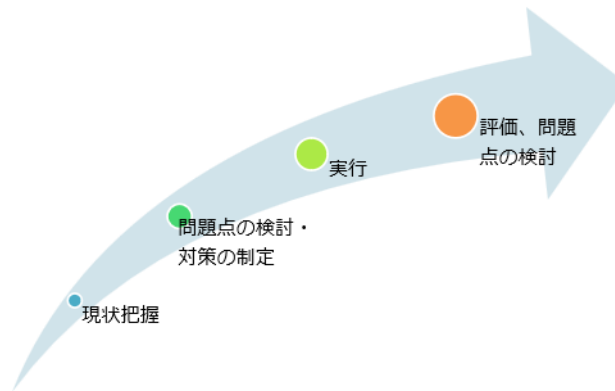 現状把握
問題点の検討・
対策の制定
実行
評価、問題
点の検討